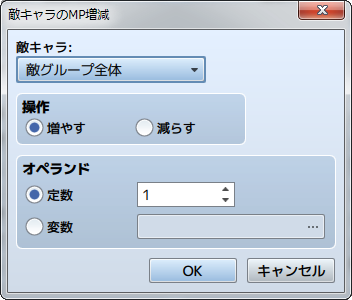 敵キャラのMP増減
敵キャラ:
敵グループ全体
操作
増やす 減らす
オペランド
定数 1
変数 ...
OK キャンセル